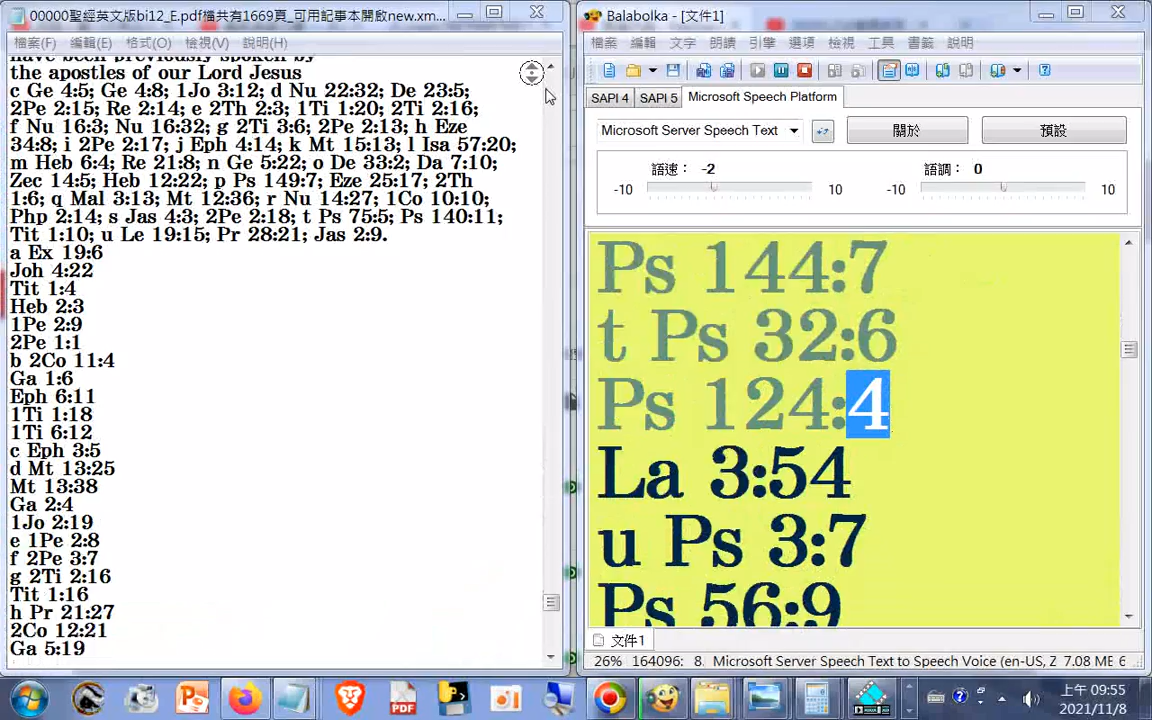 00000聖經英文版bi12_E.pdf檔共有1669頁_可用記事本開啟new.xm...
檔案(F) 編輯(E) 格式(O) 檢視(V) 說明(H)
have been previously spoken by
the apostles of our Lord Jesus
c Ge 4:5; Ge 4:8; 1Jo 3:12; d Nu 22:32; De 23:5;
2Pe 2:15; Re 2:14; e 2Th 2:3; 1Ti 1:20; 2Ti 2:16;
f Nu 16:3; Nu 16:32; g 2Ti 3:6; 2Pe 2:13; h Eze
34:8; i 2Pe 2:17; j Eph 4:14; k Mt 15:13; l Isa 57:20;
m Heb 6:4; Re 21:8; n Ge 5:22; o De 33:2; Da 7:10;
Zec 14:5; Heb 12:22; p Ps 149:7; Eze 25:17; 2Th
1:6; q Mal 3:13; Mt 12:36; r Nu 14:27; 1Co 10:10;
Php 2:14; s Jas 4:3; 2Pe 2:18; t Ps 75:5; Ps 140:11;
Tit 1:10; u Le 19:15; Pr 28:21; Jas 2:9.
a Ex 19:6
Joh 4:22
Tit 1:4
Heb 2:3
1Pe 2:9
2Pe 1:1
b 2Co 11:4
Ga 1:6
Eph 6:11
1Ti 1:18
1Ti 6:12
c Eph 3:5
d Mt 13:25
Mt 13:38
Ga 2:4
1Jo 2:19
e 1Pe 2:8
f 2Pe 3:7
g 2Ti 2:16
Tit 1:16
h Pr 21:27
2Co 12:21
Ga 5:19
Balabolka - [文件1]
檔案 編輯 文字 朗讀 引擎 選項 檢視 工具 書籤 說明
SAPI 4 SAPI 5 Microsoft Speech Platform
Microsoft Server Speech Text 關於 預設
語速： -2 語調： 0
-10 10 -10 10
Ps 144:7
t Ps 32:6
Ps 124:4
La 3:54
u Ps 3:7
Ps 56:9
文件1
26% 164096: 8. Microsoft Server Speech Text to Speech Voice (en-US, Z 7.08 ME 6
PDF
上午 09:55
2021/11/8